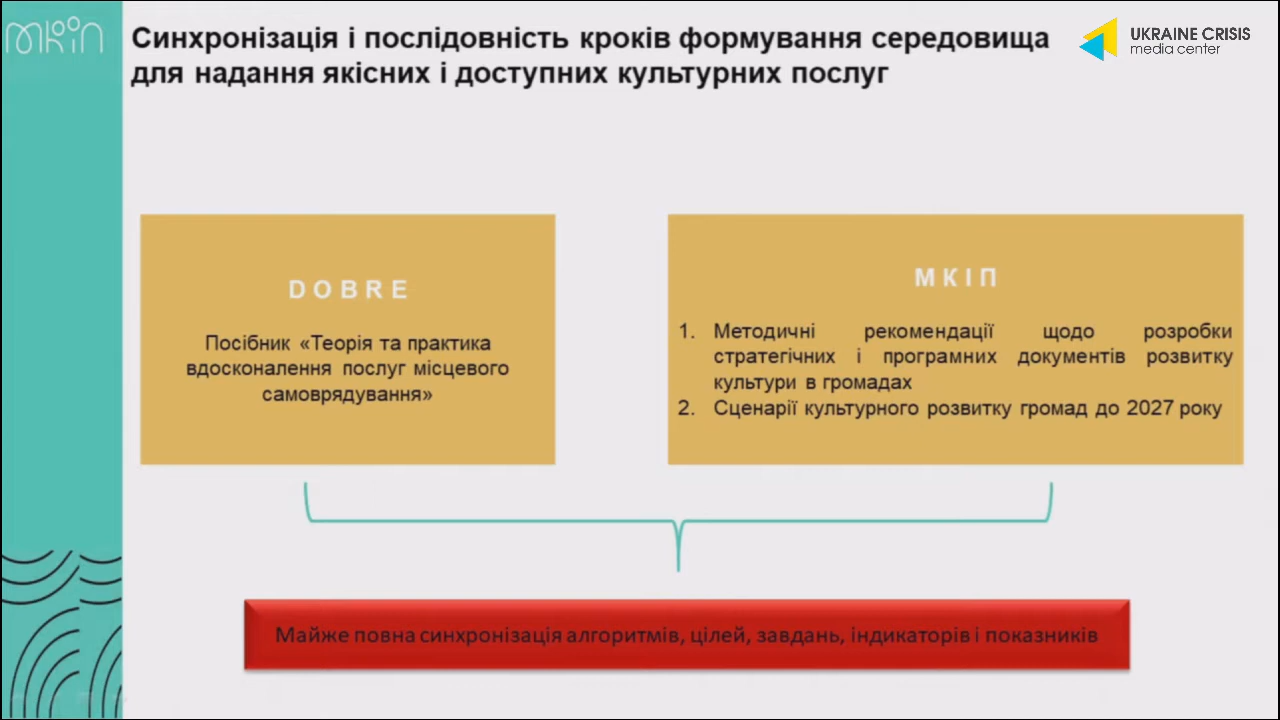 мкіп
Синхронізація і послідовність кроків формування середовища
для надання якісних і доступних культурних послуг
UKRAINE CRISIS
media center
DOBRE
Посібник «Теорія та практика
вдосконалення послуг місцевого
самоврядування»
МКІП
1. Методичні рекомендації щодо розробки
стратегічних і програмних документів розвитку
культури в громадах
2. Сценарії культурного розвитку громад до 2027 року
Майже повна синхронізація алгоритмів, цілей, завдань, індикаторів і показників